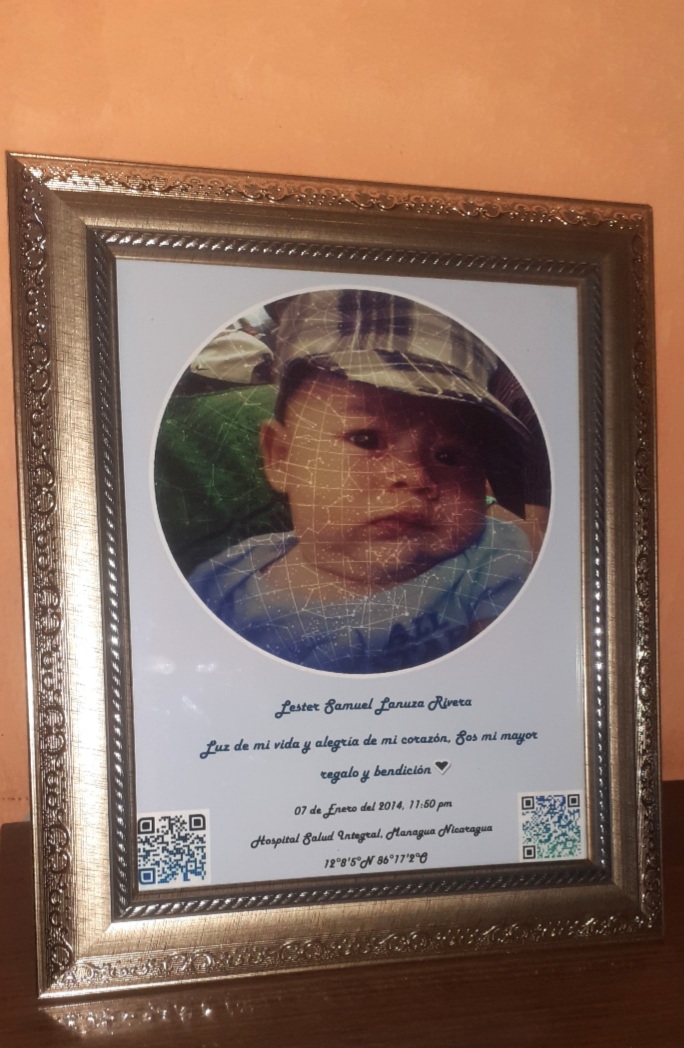 ALL
Lester Samuel Lanuza Rivera
Luz de mi vida y alegría de mi corazón, Sos mi mayor
regalo y bendición
07 de Enero del 2014, 11:50 pm
Hospital Salud Integral, Managua Nicaragua
12°8'5"N 86°17'2"O